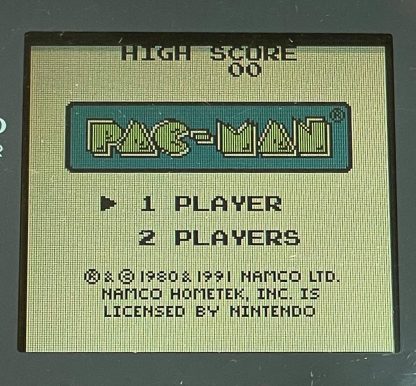 HIGH SCORE
00
PAC-MAN®
1 PLAYER
2 PLAYERS
® & © 1980 & 1991 NAMCO LTD.
NAMCO HOMETEK, INC. IS
LICENSED BY NINTENDO